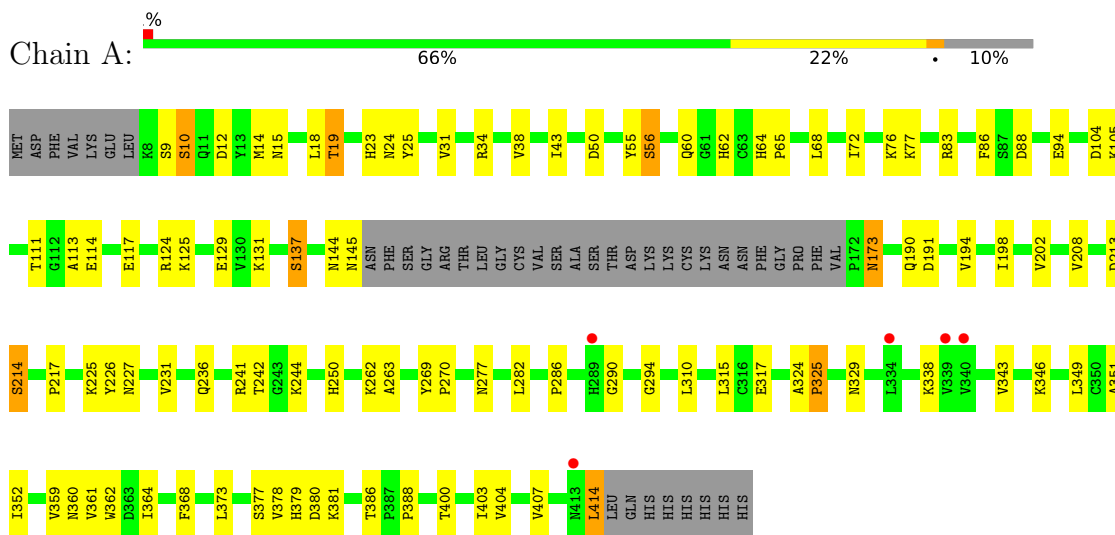 %
Chain A:
66% 22% • 10%
MET ASP PHE VAL LYS GLU LEU K8 S9 S10 Q11 D12 Y13 M14 N15 L18 T19 H23 N24 Y25 V31 R34 V38 I43 D50 Y55 S56 Q60 G61 H62 C63 H64 P65 L68 I72 K76 K77 R83 F86 S87 D88 E94 D104 K105
T111 G112 A113 E114 E117 R124 K125 E129 V130 K131 S137 N144 N145 ASN PHE SER GLY ARG THR LEU GLY CYS VAL SER ALA SER THR ASP LYS LYS CYS LYS ASN ASN PHE GLY PRO PHE VAL P172 N173 Q190 D191 V194 I198 V202 V208 D213
S214 P217 K225 Y226 N227 V231 Q236 R241 T242 G243 K244 H250 K262 A263 Y269 P270 N277 L282 P286 H289 G290 G294 L310 L315 C316 E317 A324 P325 N329 L334 K338 V339 V340 V343 K346 L349 C350 A351
I352 V359 N360 V361 W362 D363 I364 F368 L373 S377 V378 H379 D380 K381 T386 P387 P388 T400 I403 V404 V407 N413 L414 LEU GLN HIS HIS HIS HIS HIS HIS